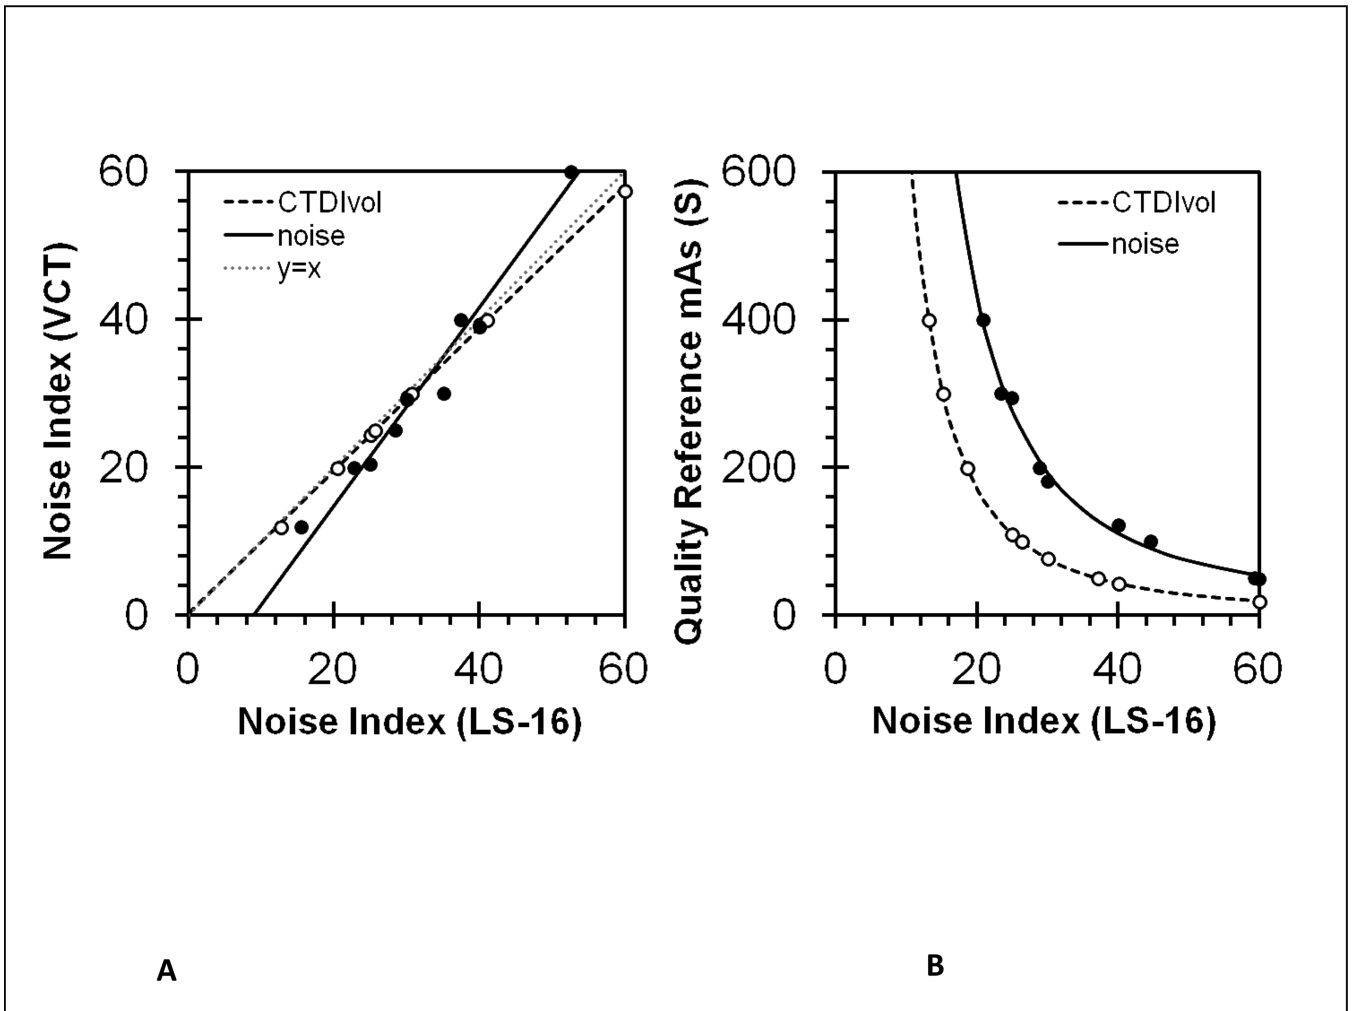 60
40
20
0
0 20 40 60
Noise Index (VCT)
Noise Index (LS-16)
CTDIvol
noise
y=x
600
400
200
0
0 20 40 60
Quality Reference mAs (S)
Noise Index (LS-16)
CTDIvol
noise
A
B